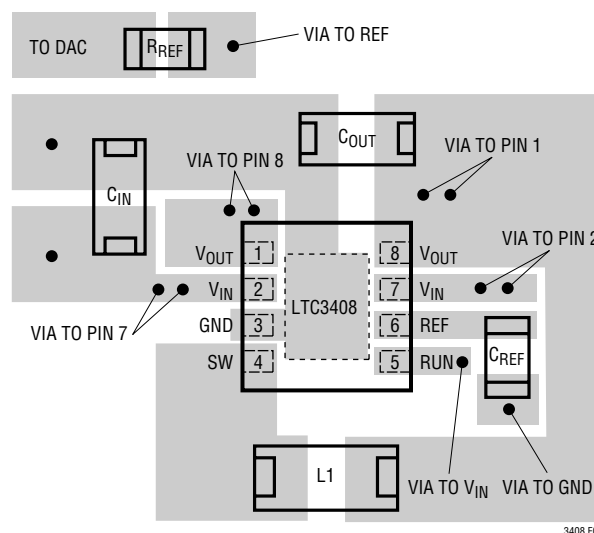 TO DAC
RREF
VIA TO REF
COUT
VIA TO PIN 8
VIA TO PIN 1
CIN
VOUT 1
8 VOUT
VIA TO PIN 2
VIN 2
7 VIN
LTC3408
VIA TO PIN 7
GND 3
6 REF
SW 4
5 RUN
CREF
L1
VIA TO VIN
VIA TO GND
3408